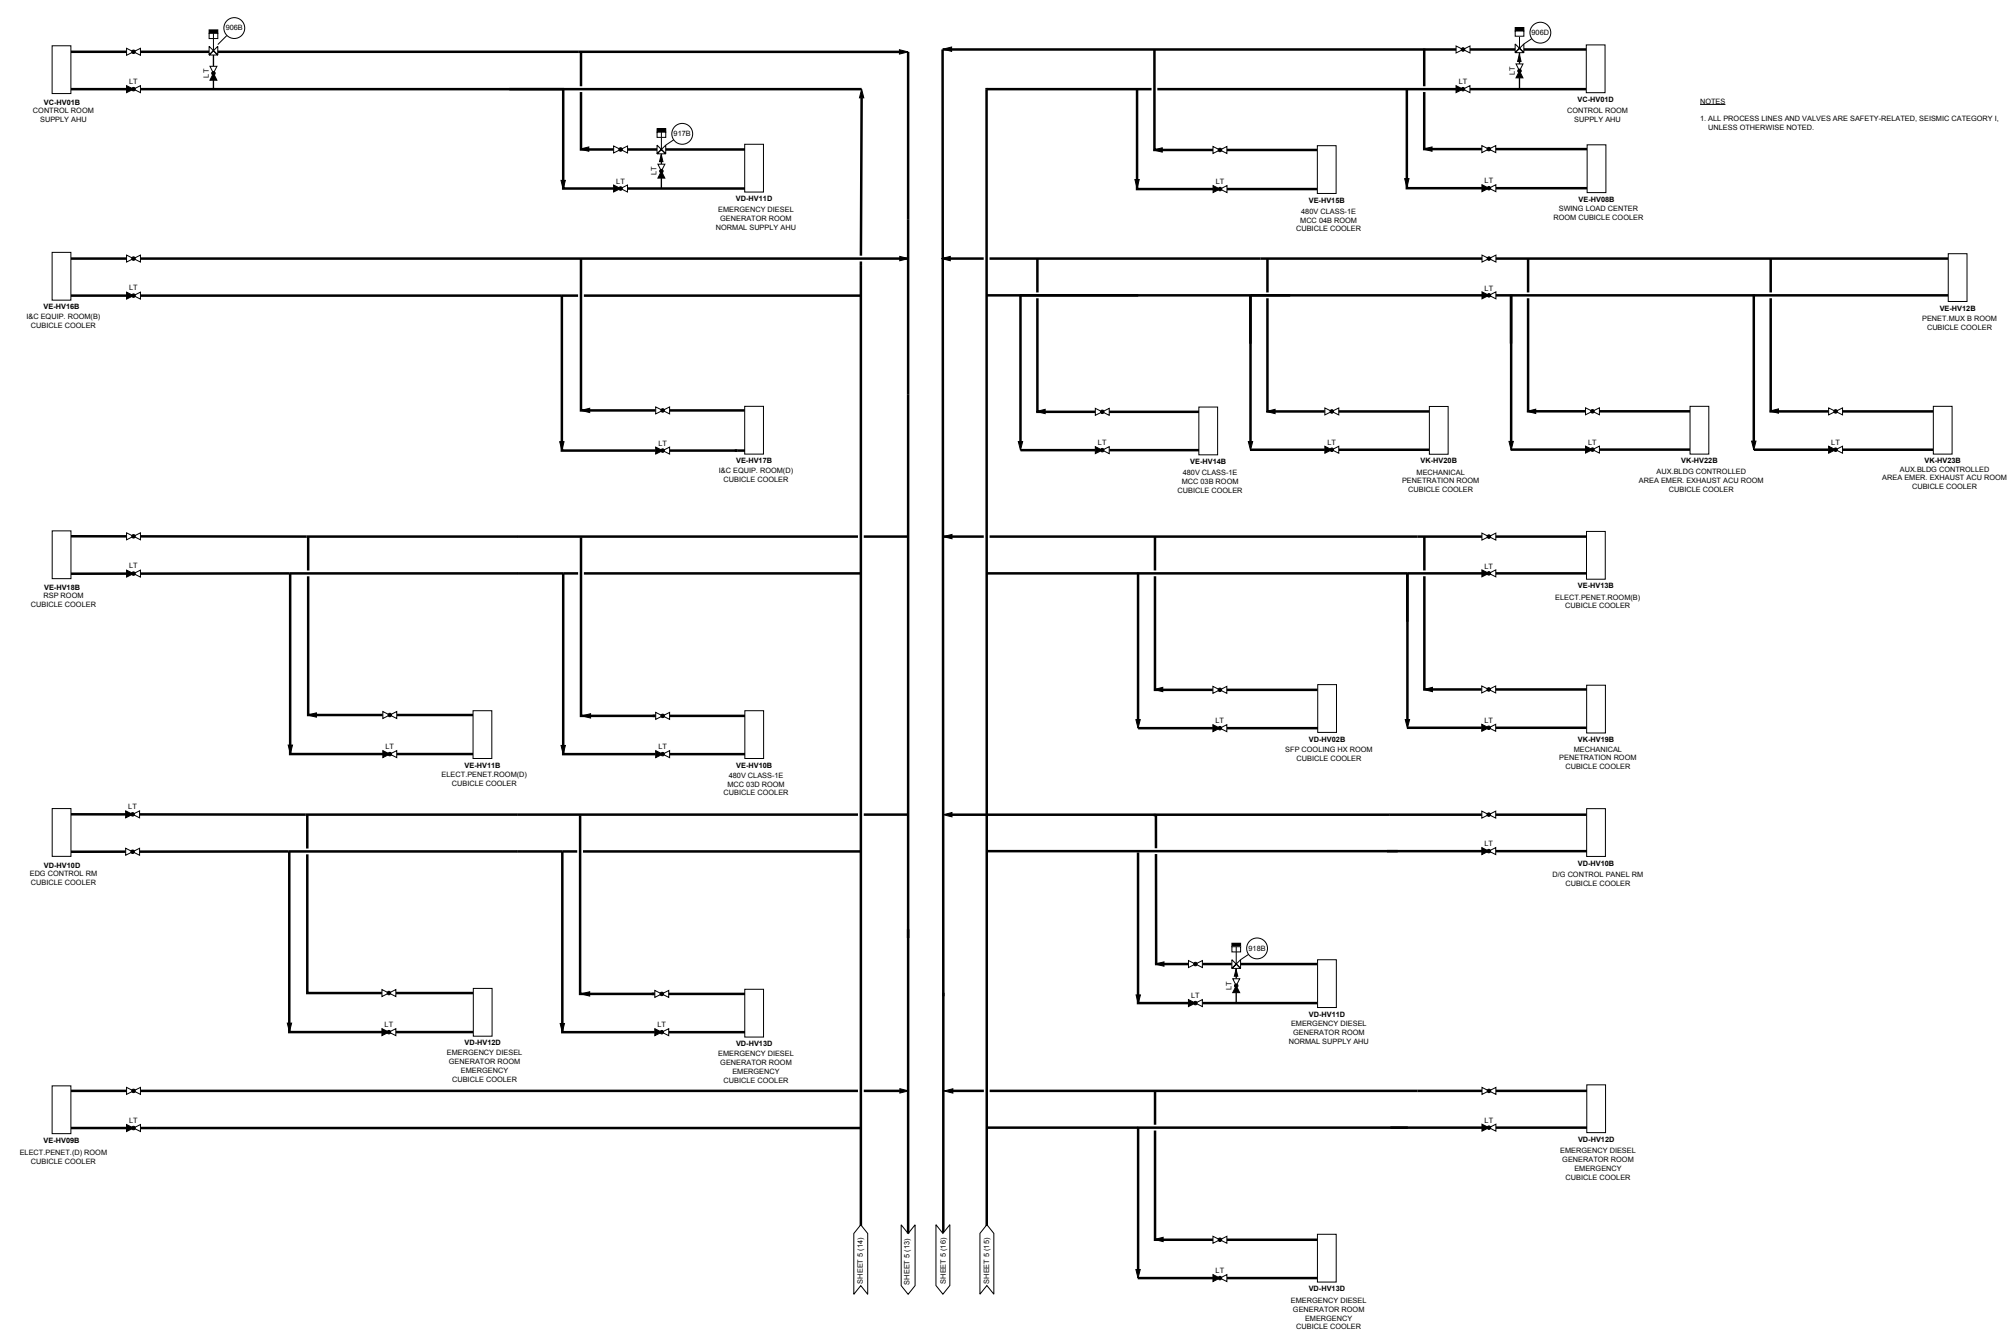 906B
LT
LT
VC-HV01B
CONTROL ROOM
SUPPLY AHU
917B
LT
LT
VD-HV11D
EMERGENCY DIESEL
GENERATOR ROOM
NORMAL SUPPLY AHU
LT
VE-HV16B
I&C EQUIP. ROOM(B)
CUBICLE COOLER
LT
VE-HV17B
I&C EQUIP. ROOM(D)
CUBICLE COOLER
LT
VE-HV18B
RSP ROOM
CUBICLE COOLER
LT
VE-HV11B
ELECT.PENET.ROOM(D)
CUBICLE COOLER
LT
VE-HV10B
480V CLASS-1E
MCC 03D ROOM
CUBICLE COOLER
LT
VD-HV10D
EDG CONTROL RM
CUBICLE COOLER
LT
VD-HV12D
EMERGENCY DIESEL
GENERATOR ROOM
EMERGENCY
CUBICLE COOLER
LT
VD-HV13D
EMERGENCY DIESEL
GENERATOR ROOM
EMERGENCY
CUBICLE COOLER
LT
VE-HV09B
ELECT.PENET.(D) ROOM
CUBICLE COOLER
SHEET 5 (14)
SHEET 5 (13)
SHEET 5 (16)
SHEET 5 (15)
906D
LT
LT
VC-HV01D
CONTROL ROOM
SUPPLY AHU
NOTES
1. ALL PROCESS LINES AND VALVES ARE SAFETY-RELATED, SEISMIC CATEGORY I,
UNLESS OTHERWISE NOTED.
LT
VE-HV15B
480V CLASS-1E
MCC 04B ROOM
CUBICLE COOLER
LT
VE-HV08B
SWING LOAD CENTER
ROOM CUBICLE COOLER
LT
VE-HV12B
PENET.MUX B ROOM
CUBICLE COOLER
LT
VE-HV14B
480V CLASS-1E
MCC 03B ROOM
CUBICLE COOLER
LT
VK-HV20B
MECHANICAL
PENETRATION ROOM
CUBICLE COOLER
LT
VK-HV22B
AUX.BLDG CONTROLLED
AREA EMER. EXHAUST ACU ROOM
CUBICLE COOLER
LT
VK-HV23B
AUX.BLDG CONTROLLED
AREA EMER. EXHAUST ACU ROOM
CUBICLE COOLER
LT
VE-HV13B
ELECT.PENET.ROOM(B)
CUBICLE COOLER
LT
VD-HV02B
SFP COOLING HX ROOM
CUBICLE COOLER
LT
VK-HV19B
MECHANICAL
PENETRATION ROOM
CUBICLE COOLER
LT
VD-HV10B
D/G CONTROL PANEL RM
CUBICLE COOLER
918B
LT
LT
VD-HV11D
EMERGENCY DIESEL
GENERATOR ROOM
NORMAL SUPPLY AHU
LT
VD-HV12D
EMERGENCY DIESEL
GENERATOR ROOM
EMERGENCY
CUBICLE COOLER
LT
VD-HV13D
EMERGENCY DIESEL
GENERATOR ROOM
EMERGENCY
CUBICLE COOLER